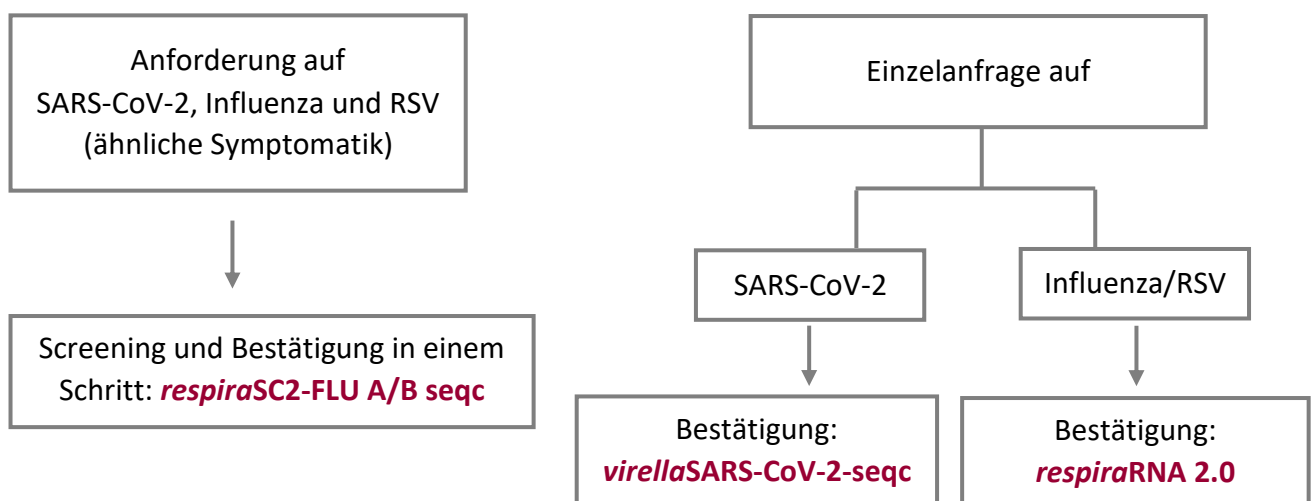 Anforderung auf
SARS-CoV-2, Influenza und RSV
(ähnliche Symptomatik)
Screening und Bestätigung in einem
Schritt: respiraSC2-FLU A/B seqc
Einzelanfrage auf
SARS-CoV-2
Influenza/RSV
Bestätigung:
virellaSARS-CoV-2-seqc
Bestätigung:
respiraRNA 2.0